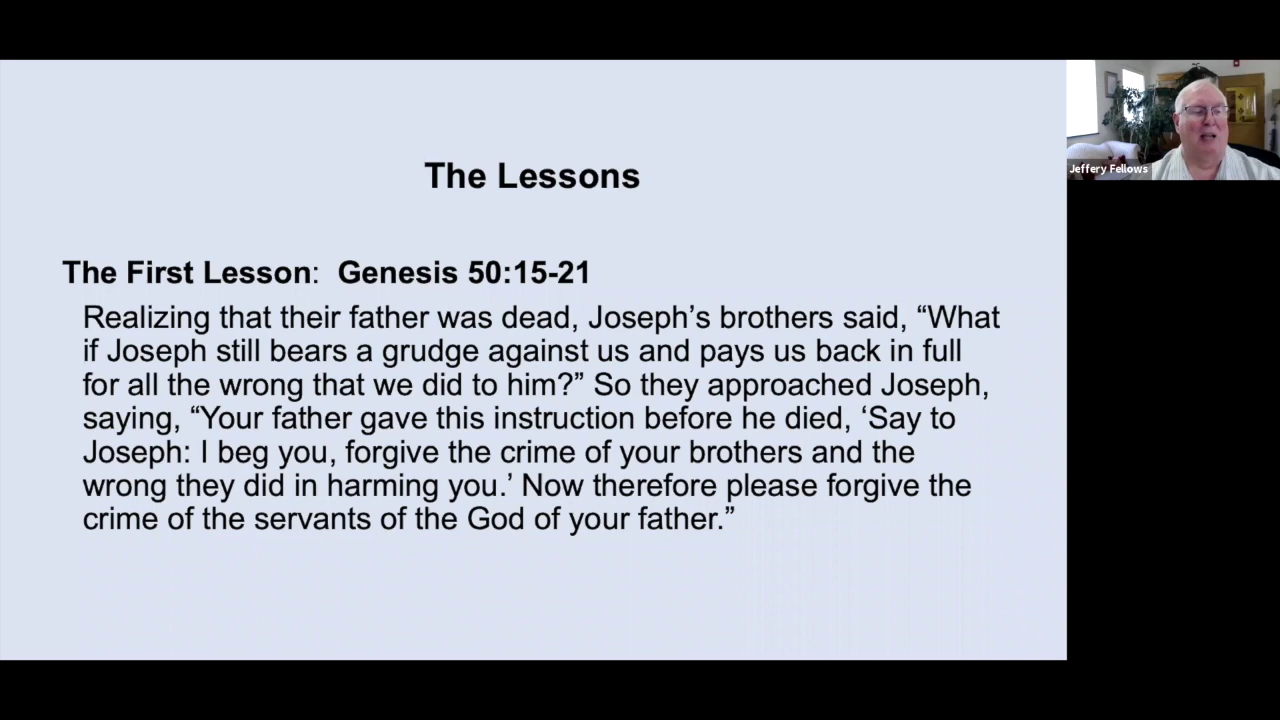 The Lessons
The First Lesson:  Genesis 50:15-21
Realizing that their father was dead, Joseph’s brothers said, “What
if Joseph still bears a grudge against us and pays us back in full
for all the wrong that we did to him?” So they approached Joseph,
saying, “Your father gave this instruction before he died, ‘Say to
Joseph: I beg you, forgive the crime of your brothers and the
wrong they did in harming you.’ Now therefore please forgive the
crime of the servants of the God of your father.”
Jeffery Fellows